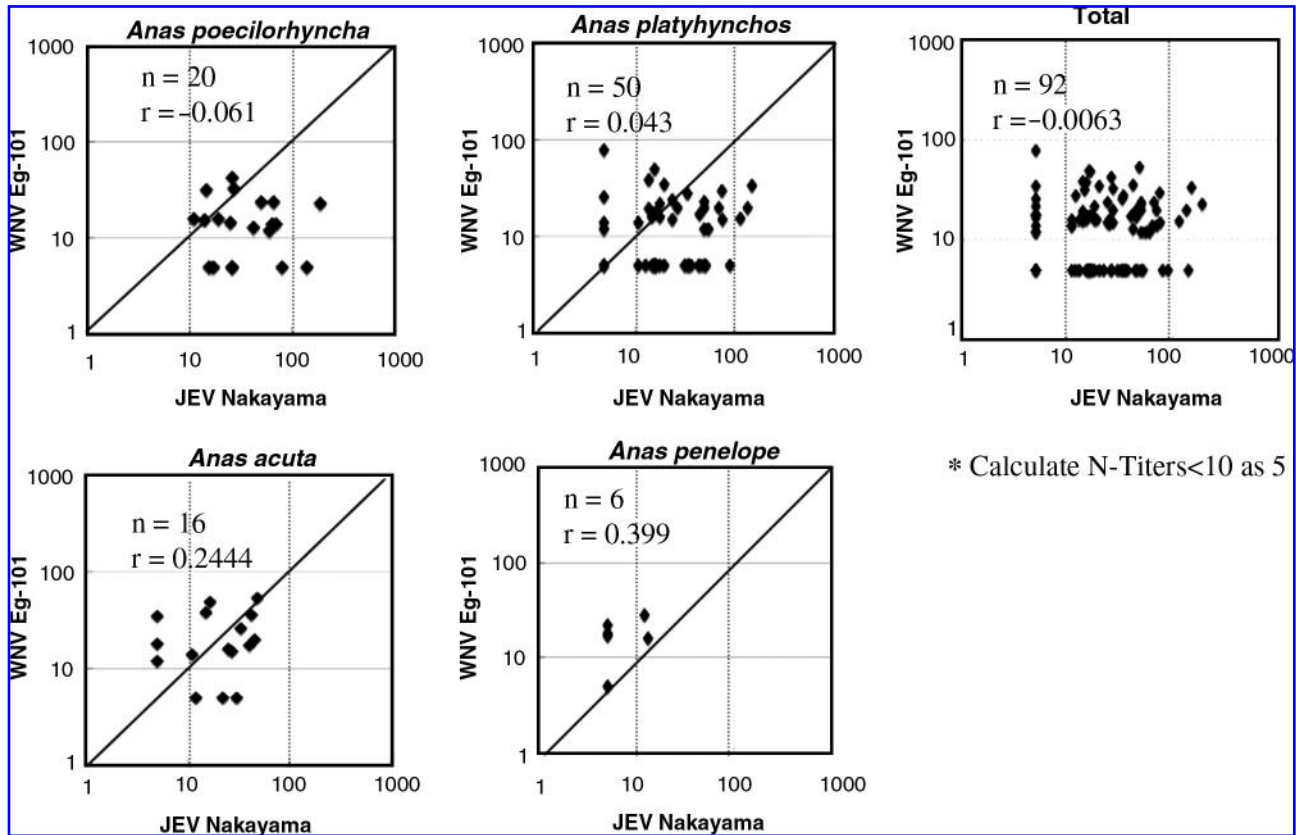 Anas poecilorhyncha
1000
100
10
1
n = 20
r = -0.061
WNV Eg-101
1 10 100 1000
JEV Nakayama
Anas platyhynchos
1000
100
10
1
n = 50
r = 0.043
WNV Eg-101
1 10 100 1000
JEV Nakayama
Total
1000
100
10
1
n = 92
r = -0.0063
WNV Eg-101
1 10 100 1000
JEV Nakayama
Anas acuta
1000
100
10
1
n = 16
r = 0.2444
WNV Eg-101
1 10 100 1000
JEV Nakayama
Anas penelope
1000
100
10
1
n = 6
r = 0.399
WNV Eg-101
1 10 100 1000
JEV Nakayama
* Calculate N-Titers<10 as 5